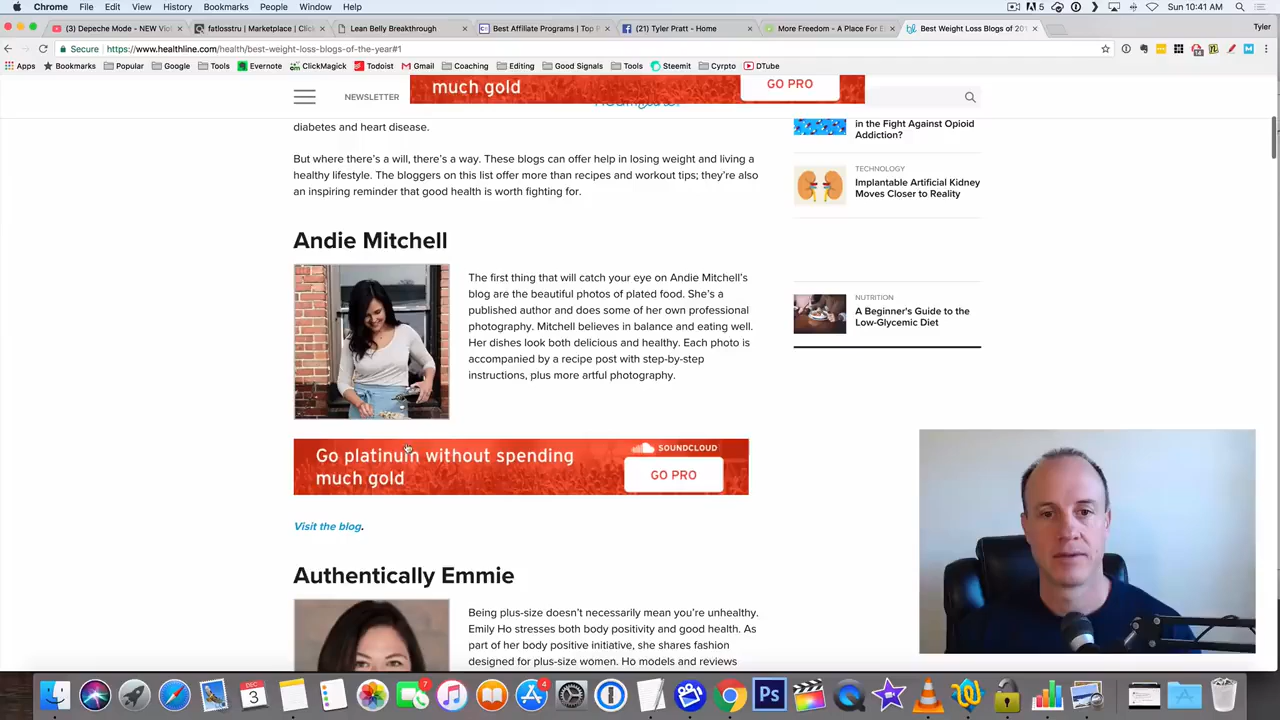 Chrome File Edit View History Bookmarks People Window Help
5 Sun 10:41 AM
(3) Depeche Mode - NEW Viol
fatlosstru | Click
Lean Belly Breakthrough
Best Affiliate Programs | Top R
(21) Tyler Pratt - Home
More Freedom - A Place For E
Best Weight Loss Blogs of 201
Tyler
Secure https://www.healthline.com/health/best-weight-loss-blogs-of-the-year#1
Apps Bookmarks Popular Google Tools Evernote ClickMagick Todoist Gmail Coaching Editing Good Signals Tools Steemit Cyrpto DTube
much gold
GO PRO
NEWSLETTER
diabetes and heart disease.
But where there's a will, there's a way. These blogs can offer help in losing weight and living a
healthy lifestyle. The bloggers on this list offer more than recipes and workout tips; they're also
an inspiring reminder that good health is worth fighting for.
Andie Mitchell
The first thing that will catch your eye on Andie Mitchell's
blog are the beautiful photos of plated food. She's a
published author and does some of her own professional
photography. Mitchell believes in balance and eating well.
Her dishes look both delicious and healthy. Each photo is
accompanied by a recipe post with step-by-step
instructions, plus more artful photography.
Go platinum without spending
much gold
SOUNDCLOUD
GO PRO
Visit the blog.
Authentically Emmie
Being plus-size doesn't necessarily mean you're unhealthy.
Emily Ho stresses both body positivity and good health. As
part of her body positive initiative, she shares fashion
designed for plus-size women. Ho models and reviews
in the Fight Against Opioid
Addiction?
TECHNOLOGY
Implantable Artificial Kidney
Moves Closer to Reality
NUTRITION
A Beginner's Guide to the
Low-Glycemic Diet
DEC
3
7
4
Ps